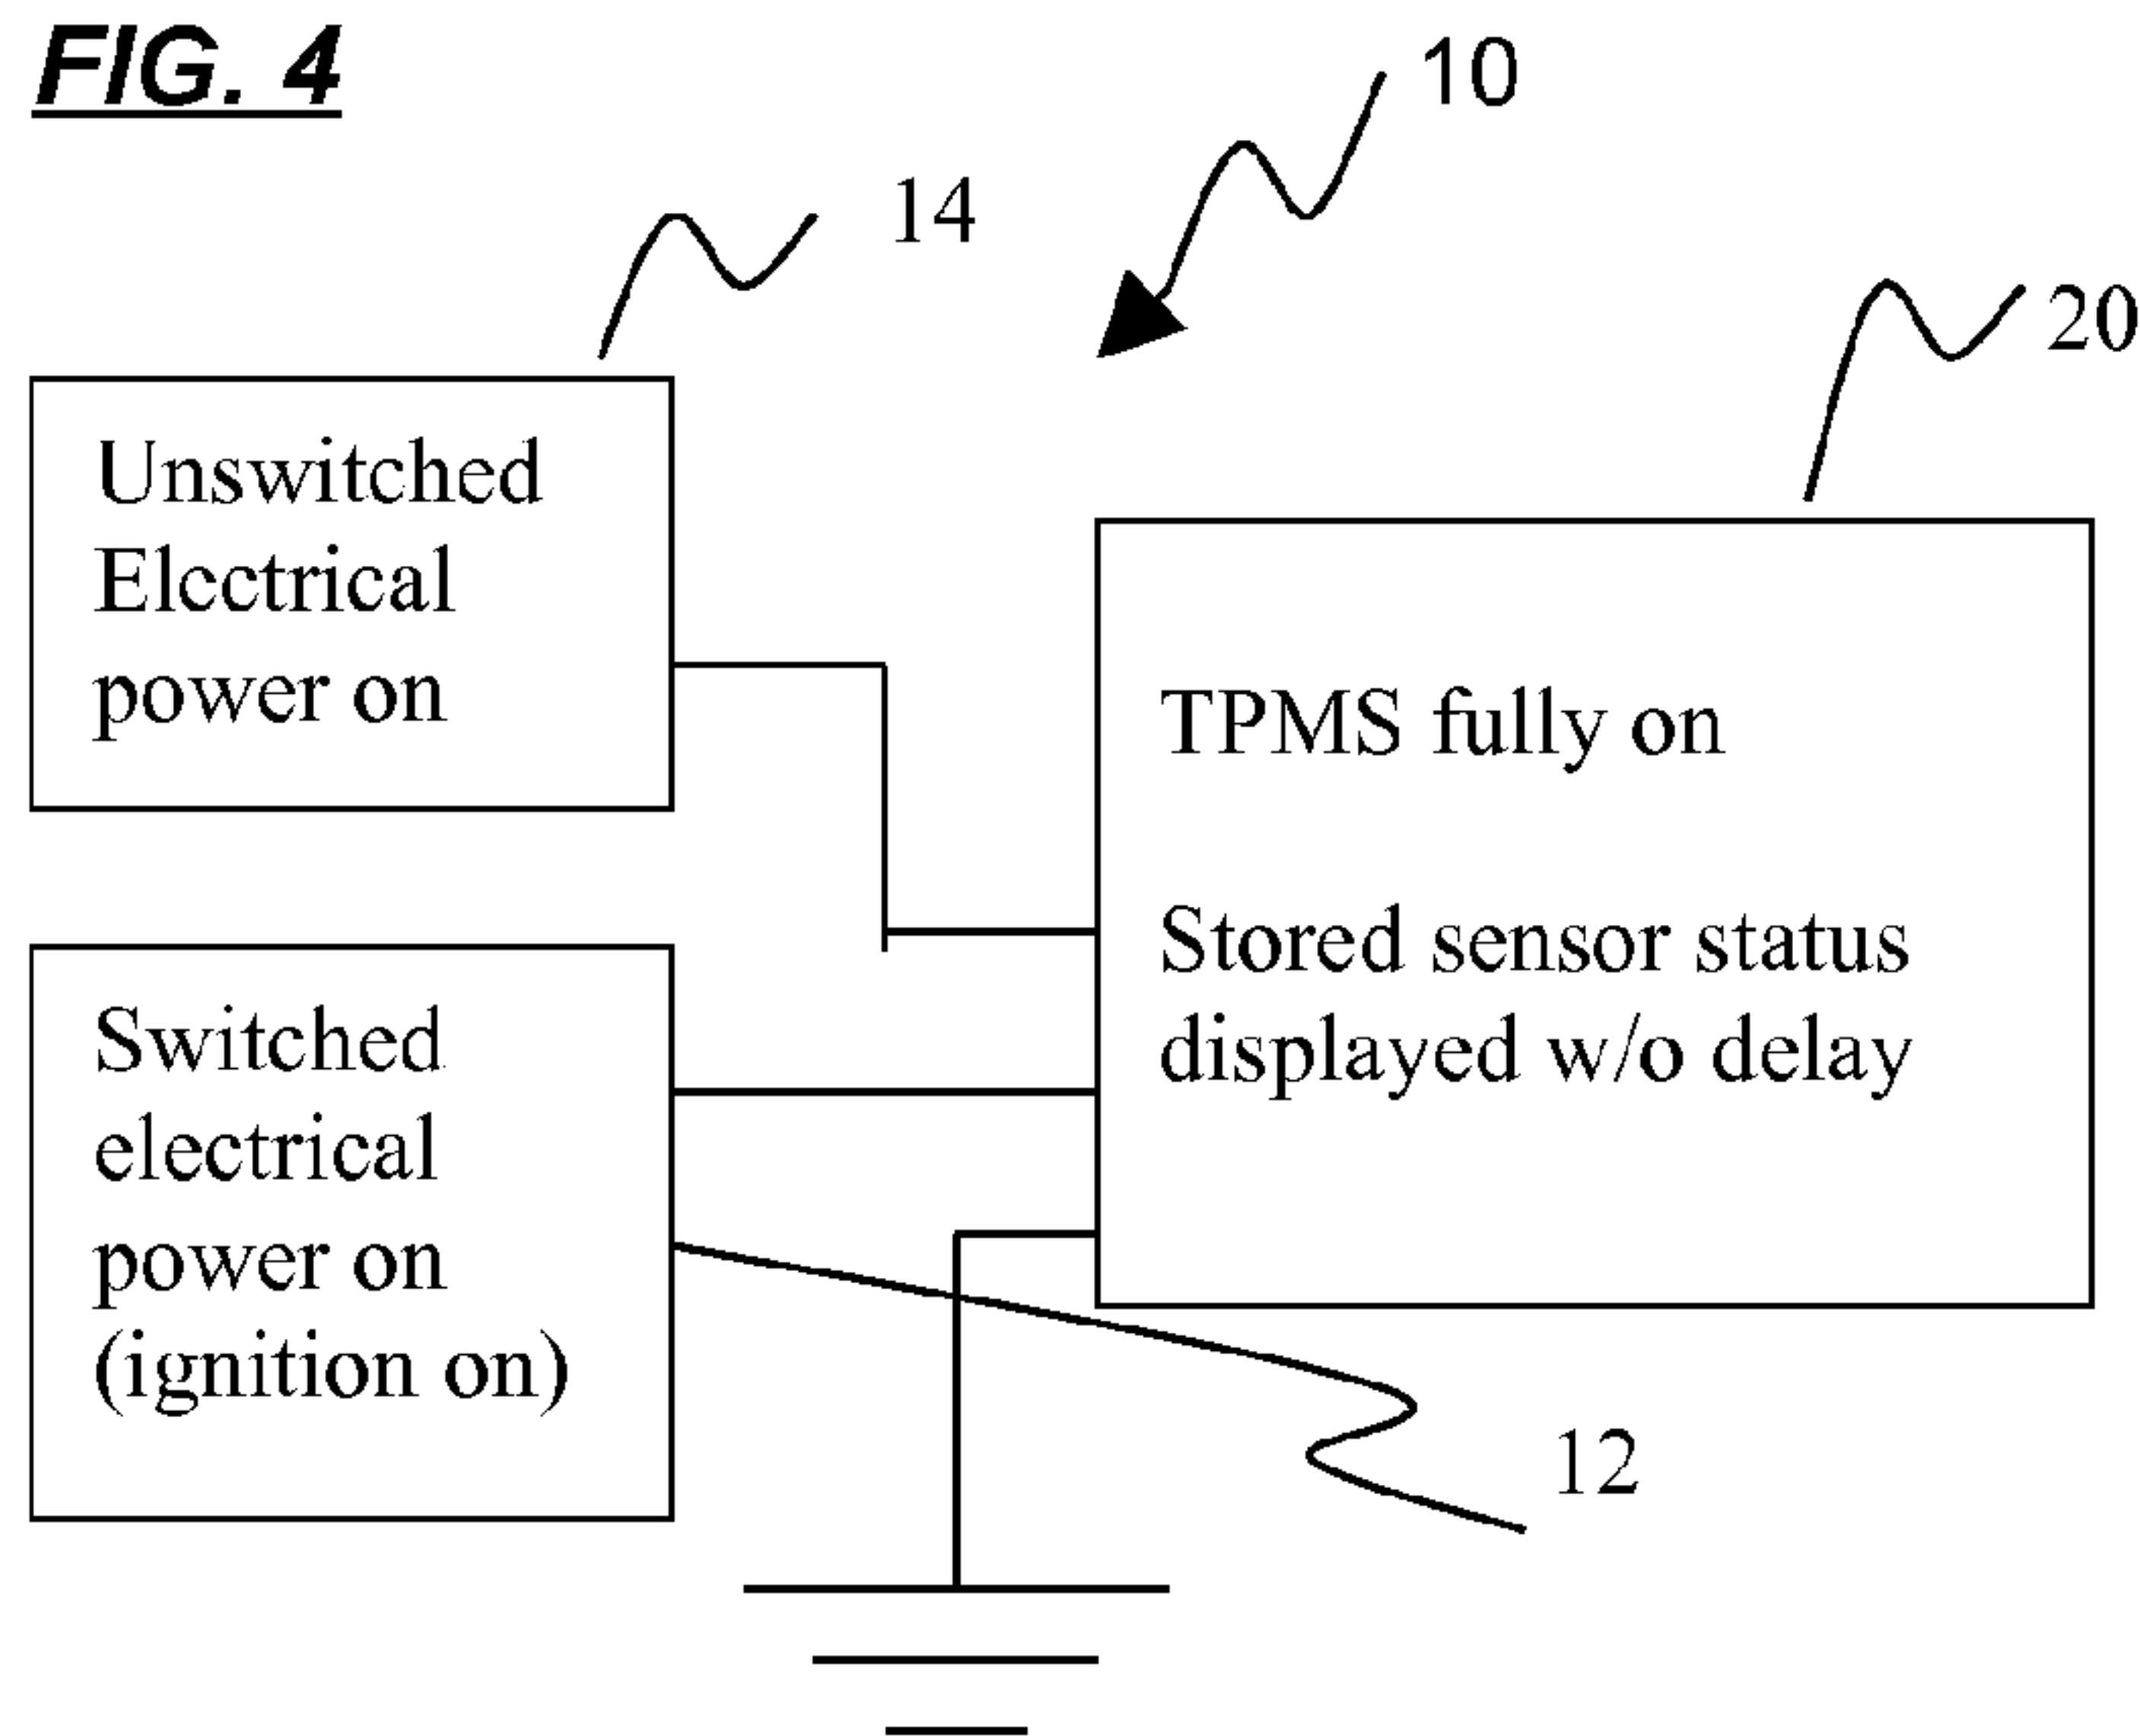 FIG. 4
10
14
20
Unswitched
Electrical
power on
TPMS fully on
Stored sensor status
displayed w/o delay
Switched
electrical
power on
(ignition on)
12